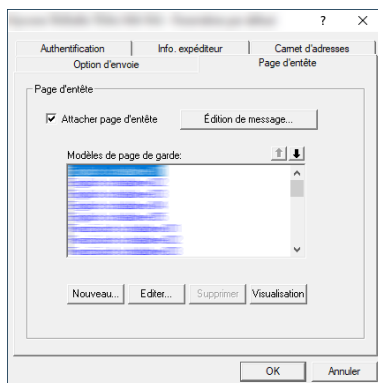 Authentification Info. expéditeur Carnet d'adresses
Option d'envoie Page d'entête
Page d'entête
Attacher page d'entête Édition de message...
Modèles de page de garde:
Nouveau... Editer... Supprimer Visualisation
OK Annuler